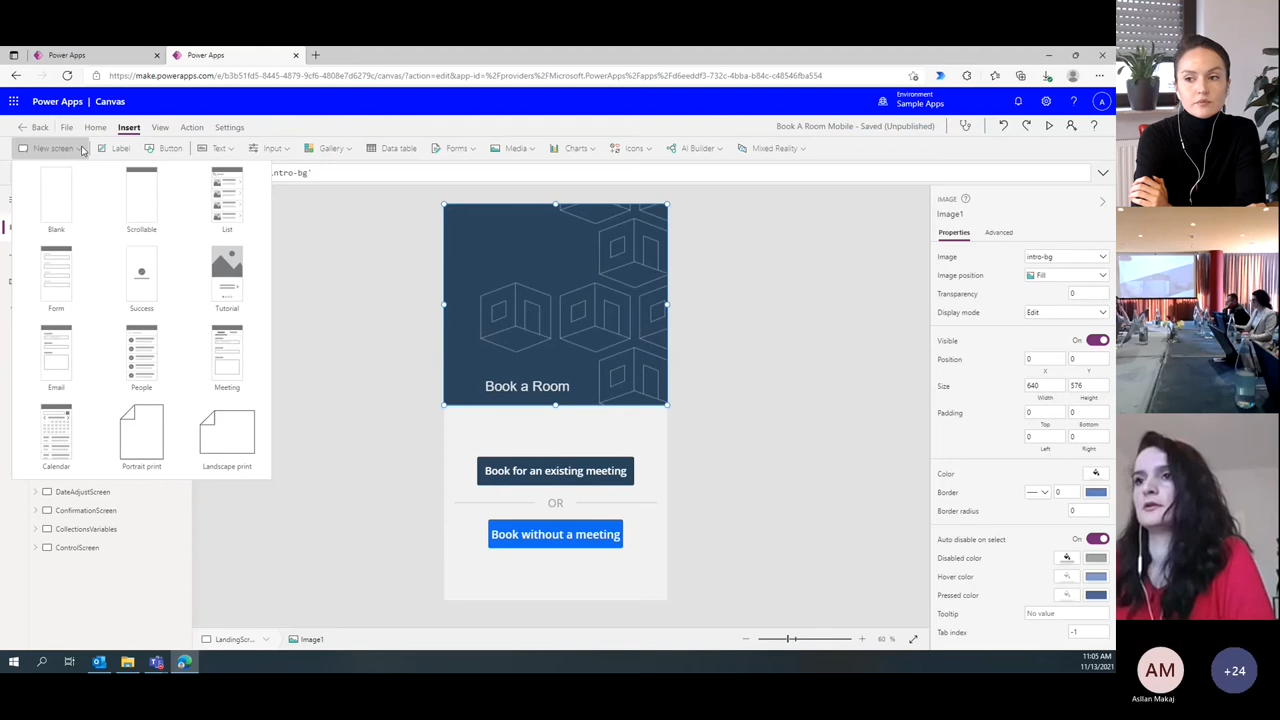 Power Apps
Power Apps
https://make.powerapps.com/e/b3b51fd5-8445-4879-9cf6-4808e7d6279c/canvas/?action=edit&app-id=%2Fproviders%2FMicrosoft.PowerApps%2Fapps%2Fd6eeddf3-732c-4bba-b84c-c48546fba554
Power Apps | Canvas
Environment
Sample Apps
A
Back File Home Insert View Action Settings
Book A Room Mobile - Saved (Unpublished)
New screen Label Button Text Input Gallery Data table Forms Media Charts Icons AI Builder Mixed Reality
ntro-bg'
Blank Scrollable List
Form Success Tutorial
Email People Meeting
Calendar Portrait print Landscape print
DateAdjustScreen
ConfirmationScreen
CollectionsVariables
ControlScreen
Book a Room
Book for an existing meeting
OR
Book without a meeting
IMAGE
Image1
Properties Advanced
Image intro-bg
Image position Fill
Transparency 0
Display mode Edit
Visible On
Position 0 0
X Y
Size 640 576
Width Height
Padding 0 0
Top Bottom
0 0
Left Right
Color
Border 0
Border radius 0
Auto disable on select On
Disabled color
Hover color
Pressed color
Tooltip No value
Tab index -1
LandingScr... Image1
60 %
11:05 AM
11/13/2021
AM
+24
Asllan Makaj